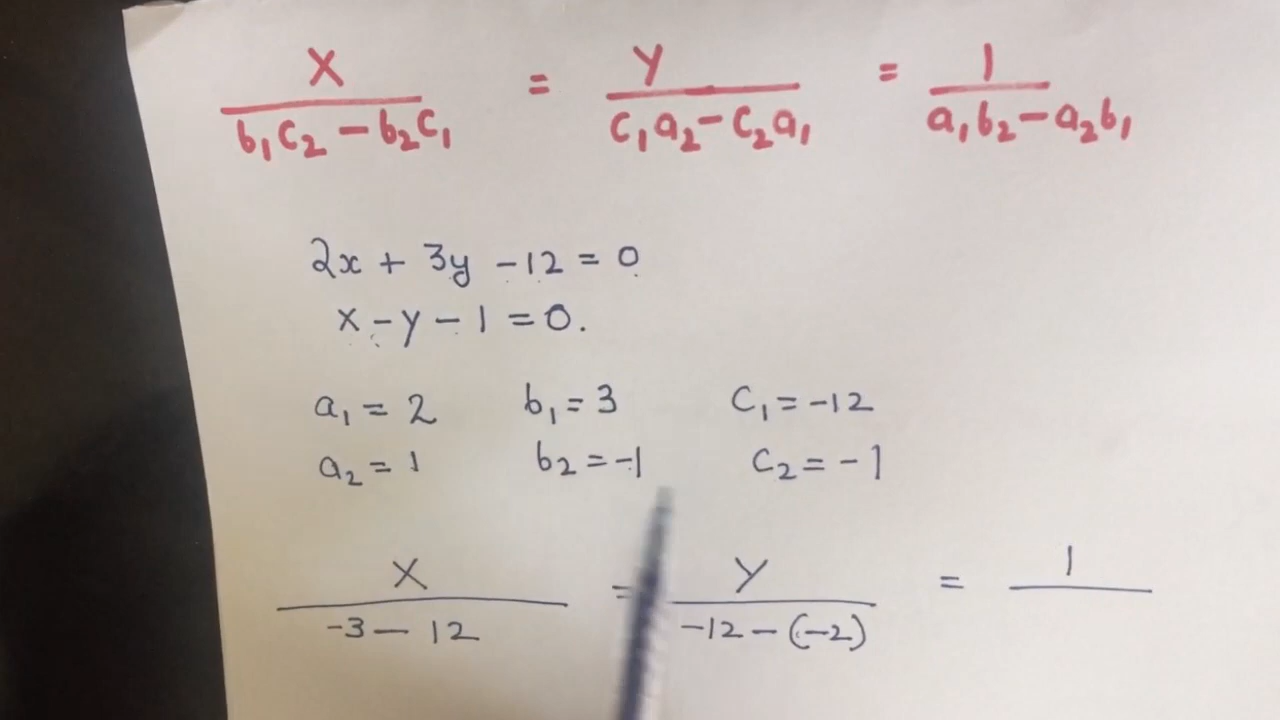 x / (b₁c₂ - b₂c₁) = y / (c₁a₂ - c₂a₁) = 1 / (a₁b₂ - a₂b₁)
2x + 3y - 12 = 0
x - y - 1 = 0.
a₁ = 2 b₁ = 3 c₁ = -12
a₂ = 1 b₂ = -1 c₂ = -1
x / (-3 - 12) = y / (-12 - (-2)) = 1 /